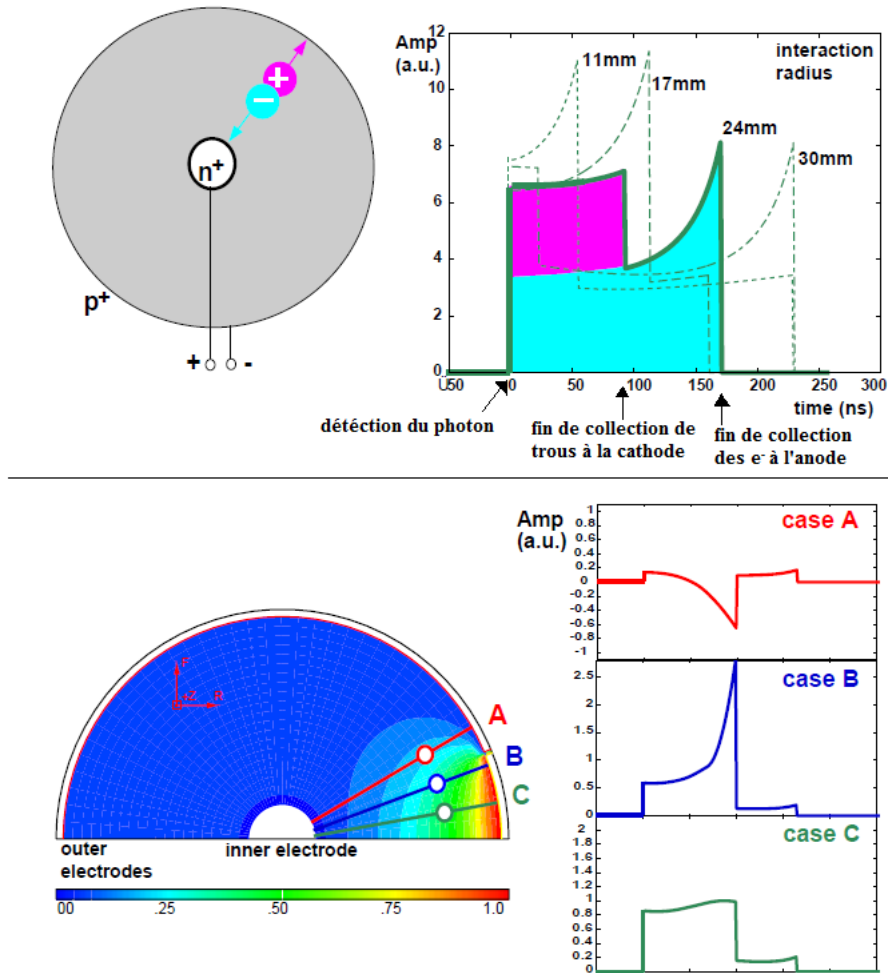 Amp
(a.u.)
12
10
8
6
4
2
0
11mm
17mm
24mm
30mm
interaction
radius
n+
p+
+ -
50 0 50 100 150 200 250 300
time (ns)
détéction du photon
fin de collection de
trous à la cathode
fin de collection
des e- à l'anode
Amp
(a.u.)
case A
1
0.8
0.6
0.4
0.2
0
-0.2
-0.4
-0.6
-0.8
-1
case B
2.5
2
1.5
1
0.5
0
case C
2
1.8
1.6
1.4
1.2
1
0.8
0.6
0.4
0.2
0
F
+Z R
A
B
C
outer
electrodes
inner electrode
00 .25 .50 .75 1.0